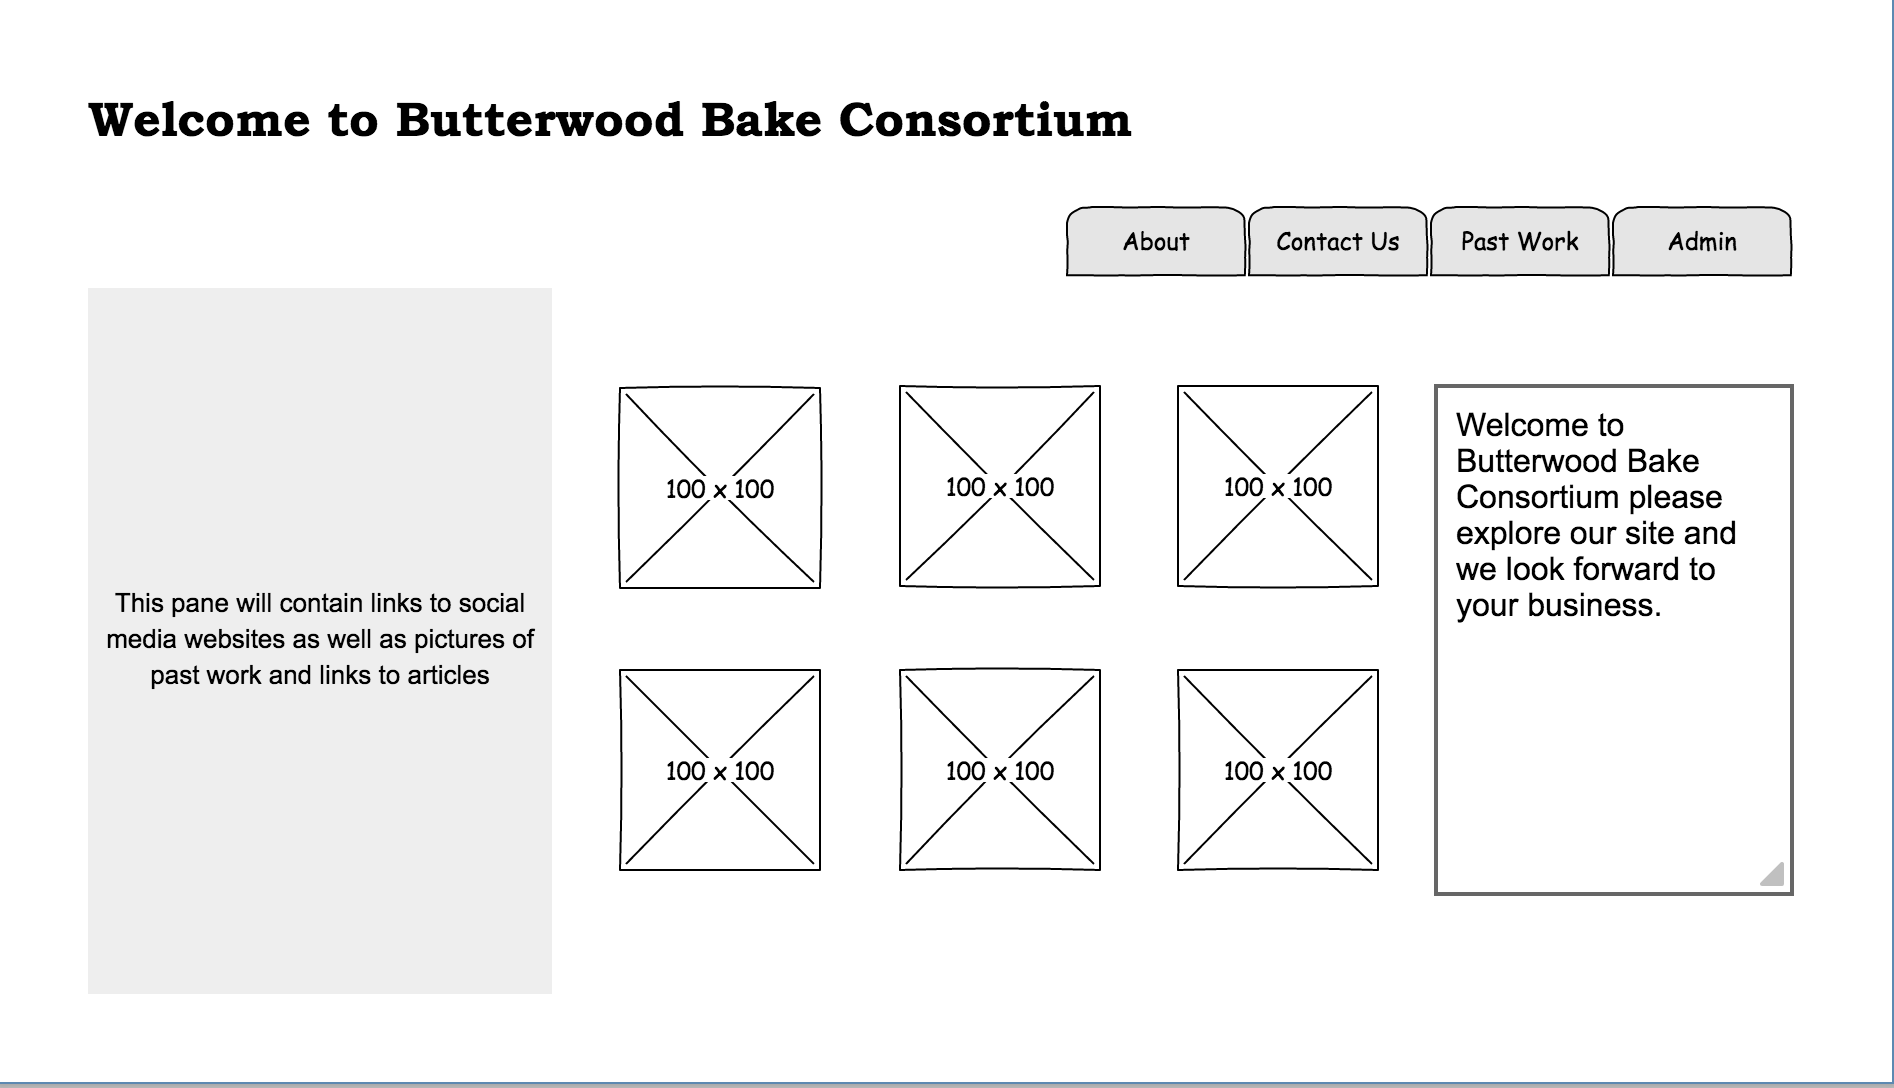 Welcome to Butterwood Bake Consortium
About
Contact Us
Past Work
Admin
This pane will contain links to social
media websites as well as pictures of
past work and links to articles
100 x 100
100 x 100
100 x 100
100 x 100
100 x 100
100 x 100
Welcome to
Butterwood Bake
Consortium please
explore our site and
we look forward to
your business.